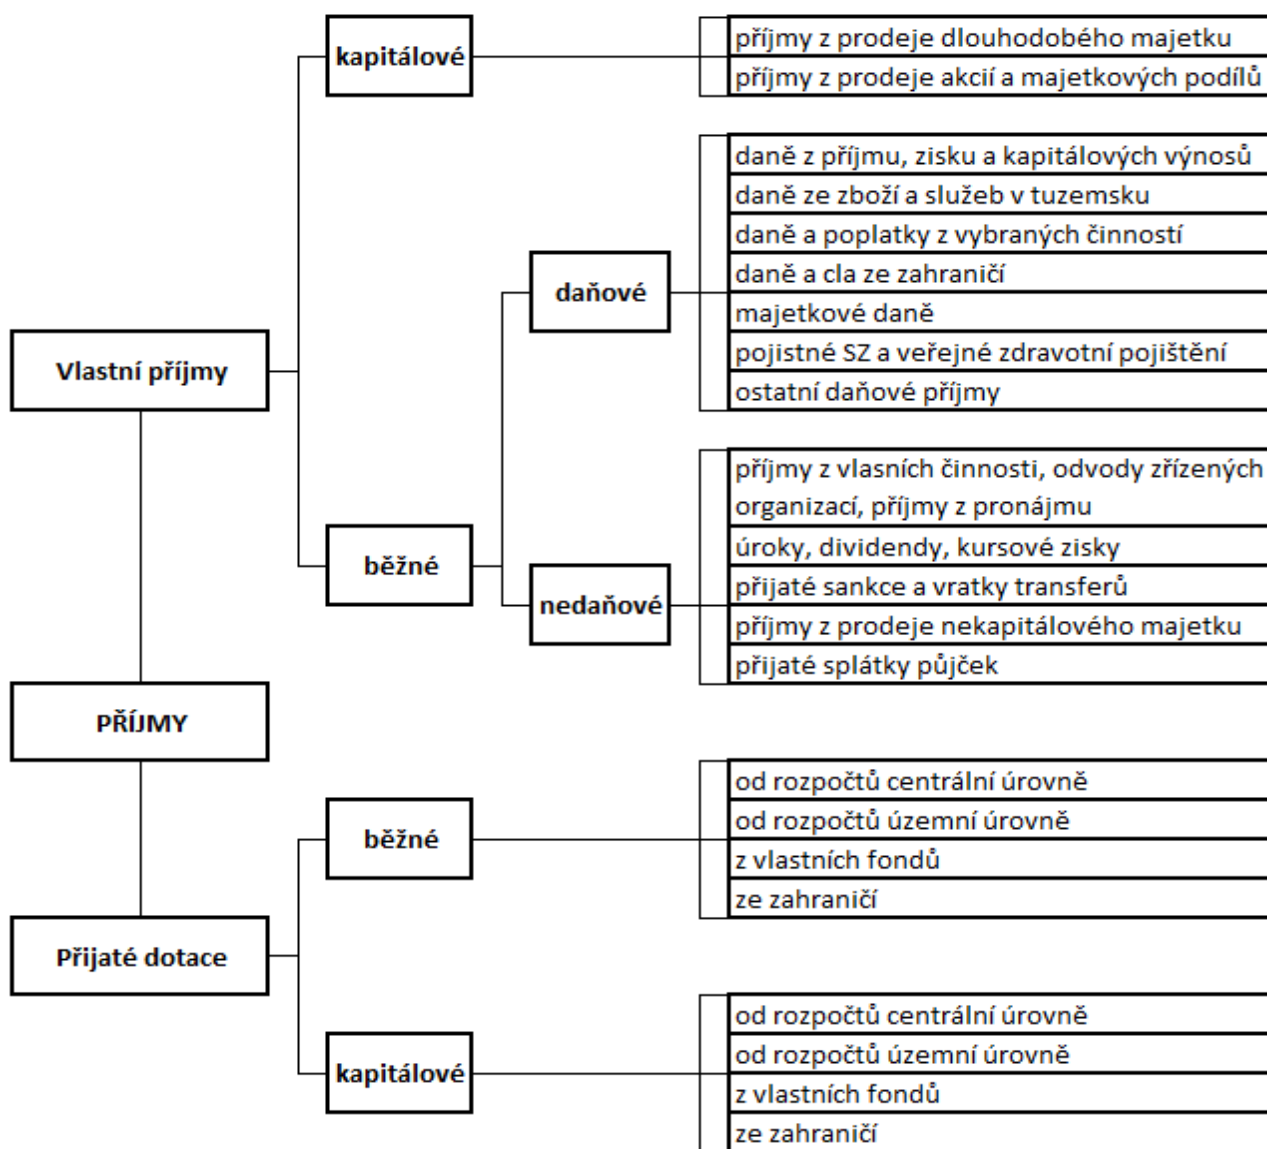 kapitálové
příjmy z prodeje dlouhodobého majetku
příjmy z prodeje akcií a majetkových podílů
daně z příjmu, zisku a kapitálových výnosů
daně ze zboží a služeb v tuzemsku
daně a poplatky z vybraných činností
daňové
daně a cla ze zahraničí
majetkové daně
Vlastní příjmy
pojistné SZ a veřejné zdravotní pojištění
ostatní daňové příjmy
příjmy z vlasních činnosti, odvody zřízených
organizací, příjmy z pronájmu
běžné
úroky, dividendy, kursové zisky
přijaté sankce a vratky transferů
nedaňové
příjmy z prodeje nekapitálového majetku
přijaté splátky půjček
PŘÍJMY
od rozpočtů centrální úrovně
od rozpočtů územní úrovně
běžné
z vlastních fondů
ze zahraničí
Přijaté dotace
od rozpočtů centrální úrovně
od rozpočtů územní úrovně
kapitálové
z vlastních fondů
ze zahraničí